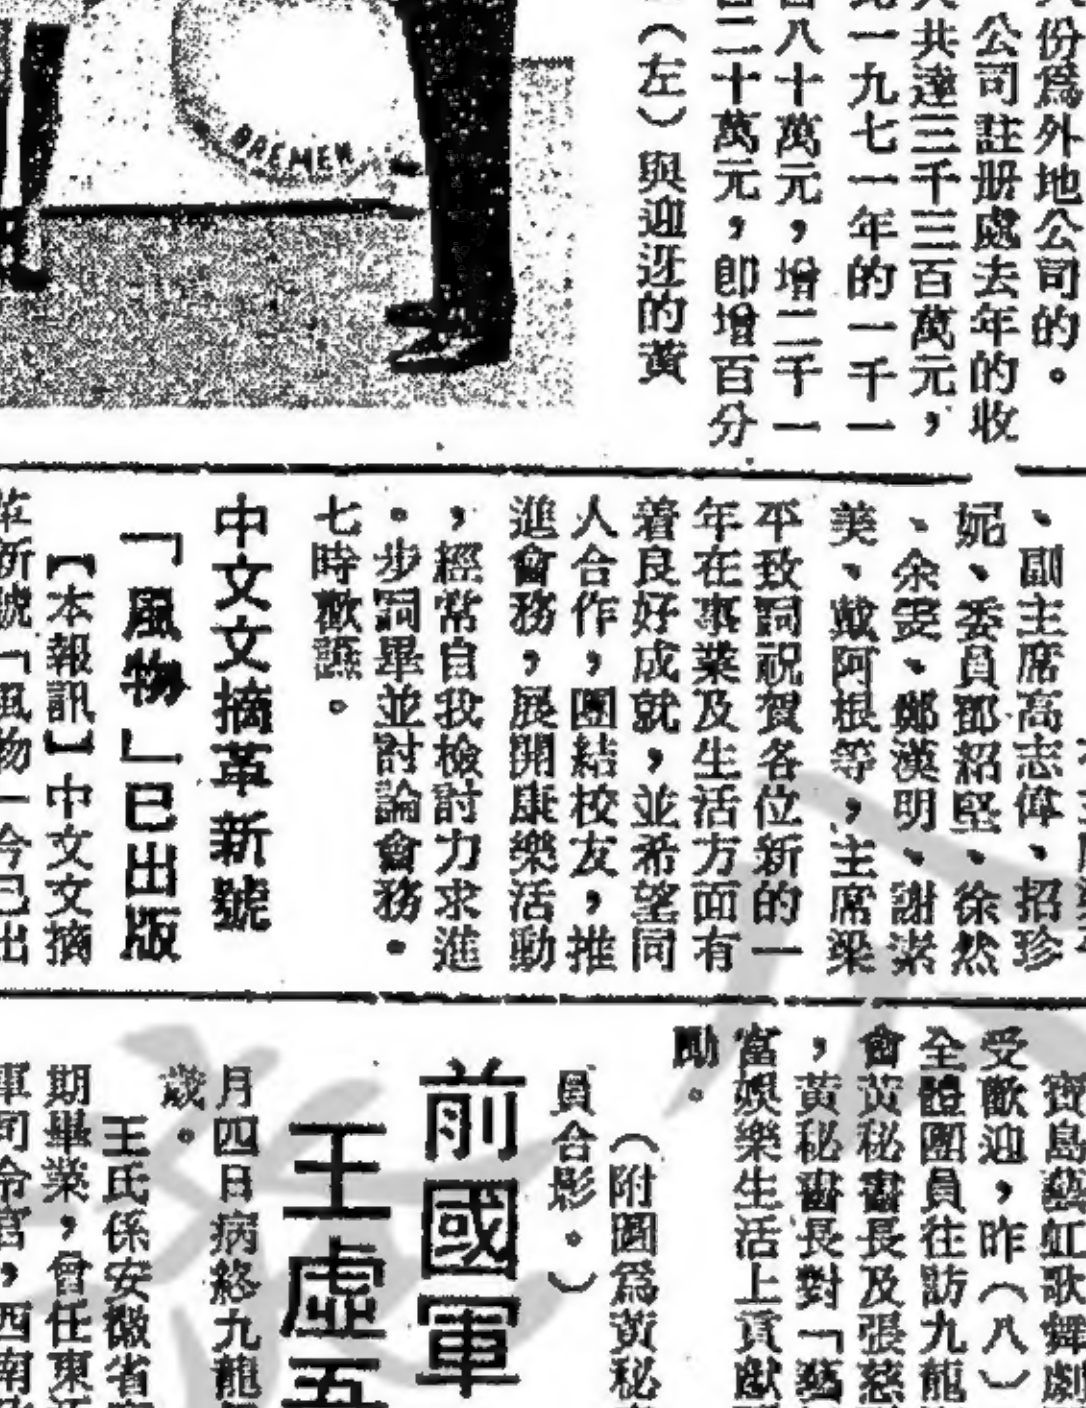 BREMEN
份爲外地公司的。
公司註册處去年的收
共達三千三百萬元，
一九七一年的一千一
八十萬元，增二千一
二十萬元，卽增百分
（左）與迎迓的黃
、副主席高志偉、招珍
妮、委員鄧紹堅、徐然
、余雲、鄭漢明、謝素
美、戴阿根等，主席梁
平致詞祝賀各位新的一
年在事業及生活方面有
着良好成就，並希望同
人合作，團結校友，推
進會務，展開康樂活動
，經常自我檢討力求進
。步詞畢並討論會務。
七時歡讌。
中文文摘革新號
「風物」已出版
【本報訊】中文文摘
革新號「風物」今已出
寶島藝虹歌舞劇
受歡迎，昨（八）
全體團員往訪九龍
會黃秘書長及張慈
，黃秘書長對「藝
富娛樂生活上貢獻
勵。
（附圖爲黃秘
員合影。）
前國軍
王虛五
月四日病終九龍
歲。
王氏係安徽省
期畢業，曾任東
軍司令官，西南